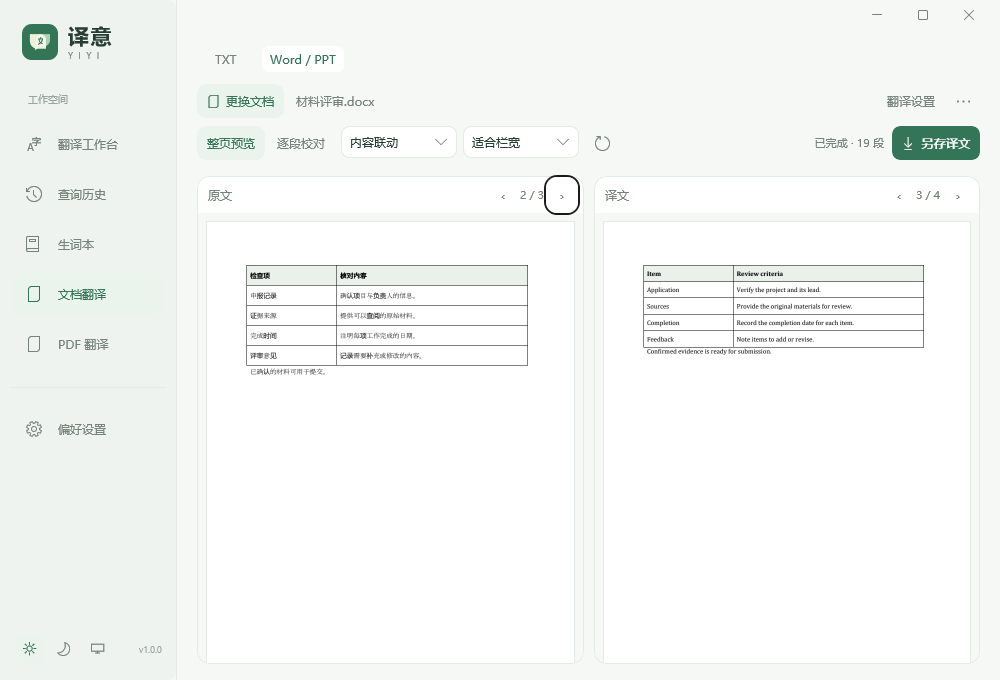 译意
YIYI
工作空间
翻译工作台
查询历史
生词本
文档翻译
PDF 翻译
偏好设置
v1.0.0
TXT
Word / PPT
更换文档
材料评审.docx
翻译设置
···
整页预览
逐段校对
内容联动
适合栏宽
已完成 · 19 段
另存译文
原文
‹ 2 / 3 ›
检查项 核对内容
申报记录 确认项目与负责人的信息。
证据来源 提供可以查阅的原始材料。
完成时间 注明每项工作完成的日期。
评审意见 记录需要补充或修改的内容。
已确认的材料可用于提交。
译文
‹ 3 / 4 ›
Item Review criteria
Application Verify the project and its lead.
Sources Provide the original materials for review.
Completion Record the completion date for each item.
Feedback Note items to add or revise.
Confirmed evidence is ready for submission.